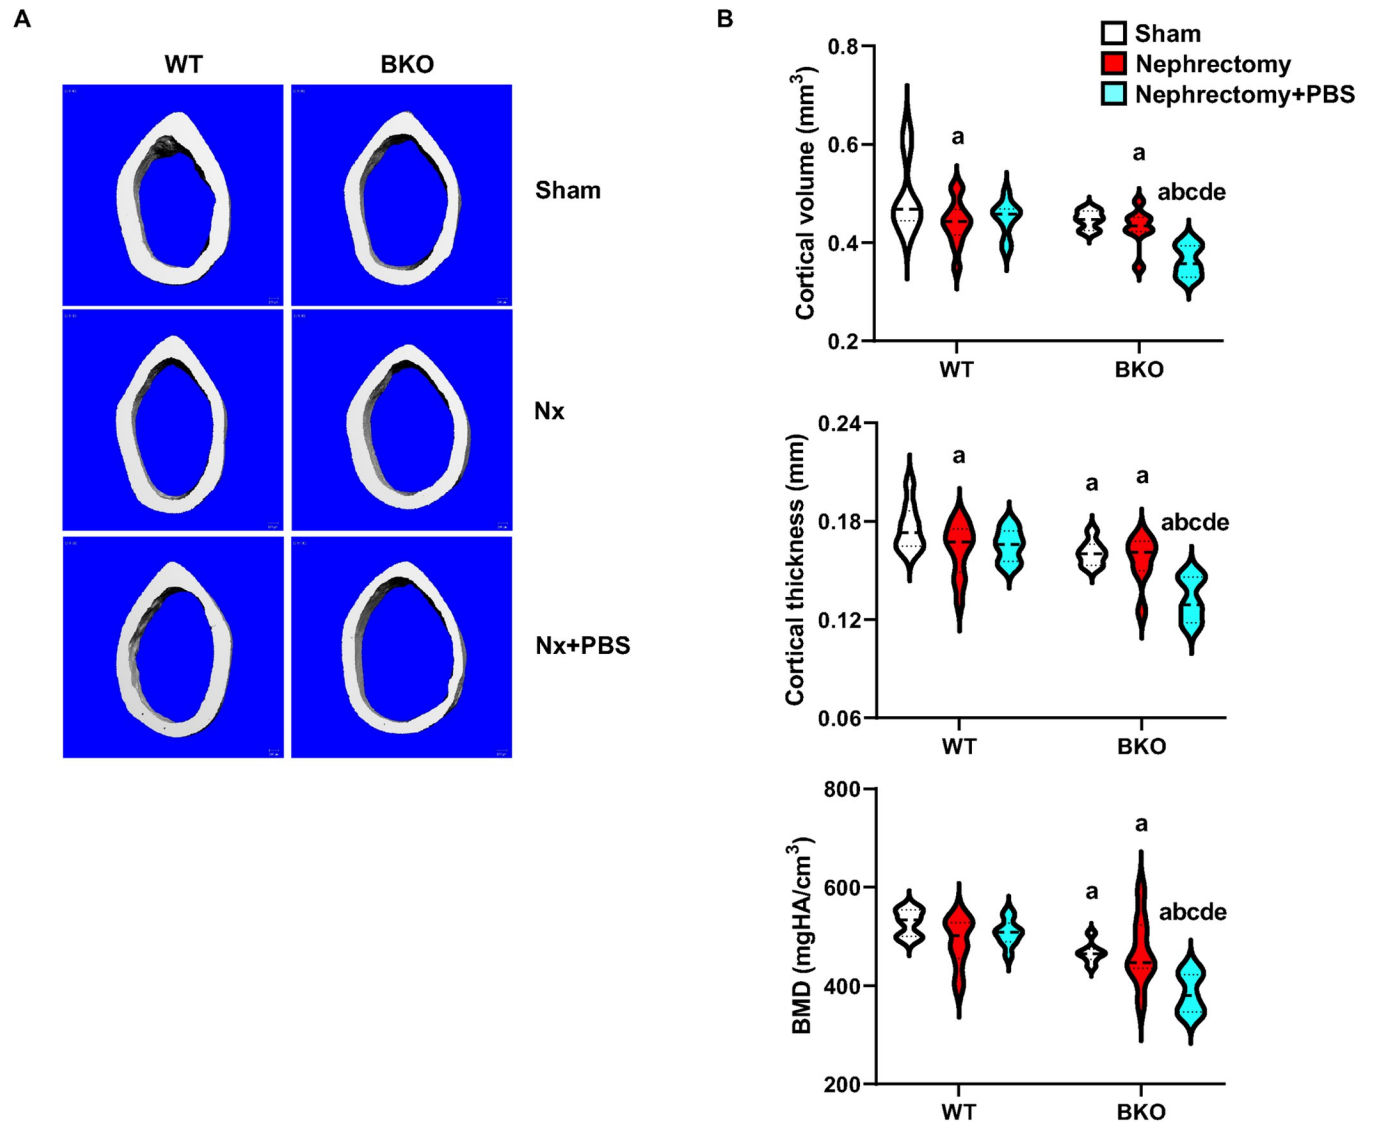 A
WT BKO
Sham
Nx
Nx+PBS
B
Sham
Nephrectomy
Nephrectomy+PBS
Cortical volume (mm³)
0.8
0.6
0.4
0.2
a
a
abcde
WT BKO
Cortical thickness (mm)
0.24
0.18
0.12
0.06
a
a
a
abcde
WT BKO
BMD (mgHA/cm³)
800
600
400
200
a
a
abcde
WT BKO